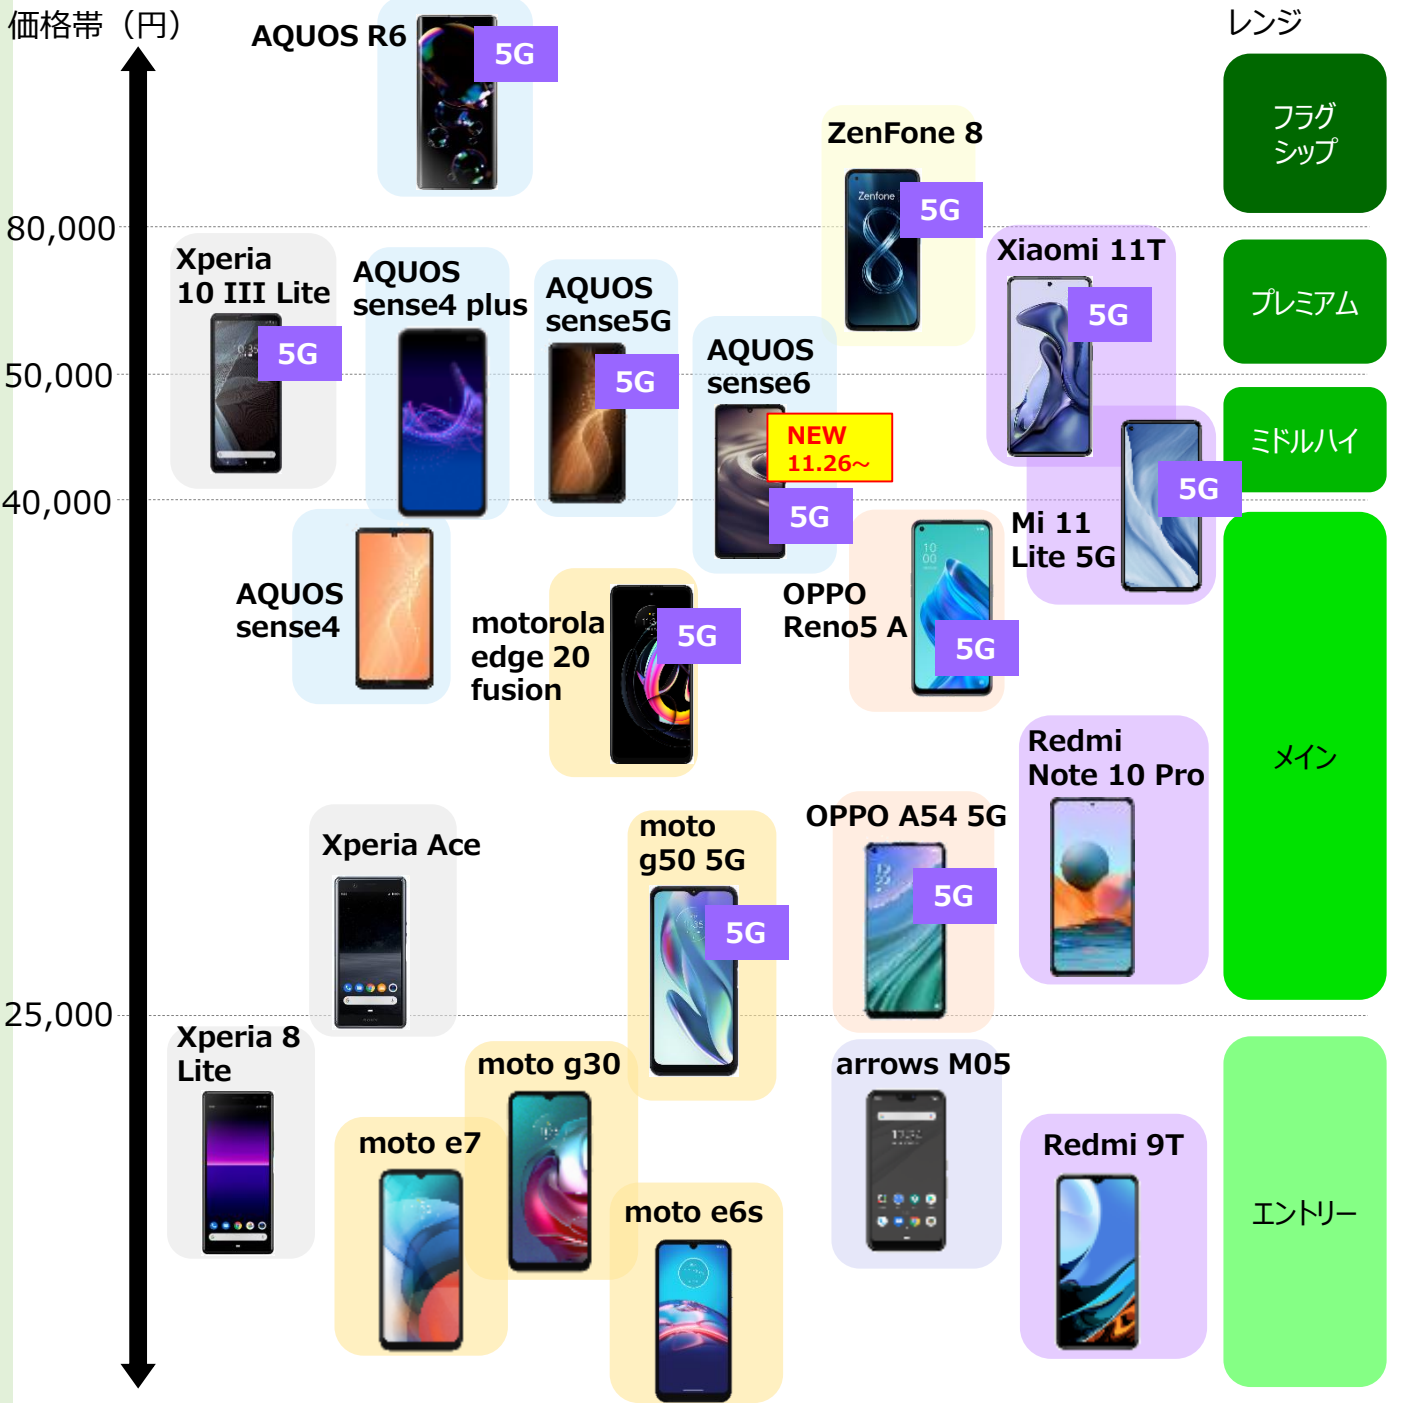 価格帯（円）
レンジ
AQUOS R6
5G
フラグ
シップ
ZenFone 8
Zenfone
5G
80,000
Xperia
10 III Lite
5G
AQUOS
sense4 plus
AQUOS
sense5G
5G
Xiaomi 11T
5G
プレミアム
AQUOS
sense6
NEW
11.26～
5G
50,000
ミドルハイ
Mi 11
Lite 5G
5G
40,000
AQUOS
sense4
motorola
edge 20
fusion
5G
OPPO
Reno5 A
5G
メイン
Redmi
Note 10 Pro
Xperia Ace
moto
g50 5G
5G
OPPO A54 5G
5G
25,000
Xperia 8
Lite
moto g30
arrows M05
moto e7
Redmi 9T
moto e6s
エントリー